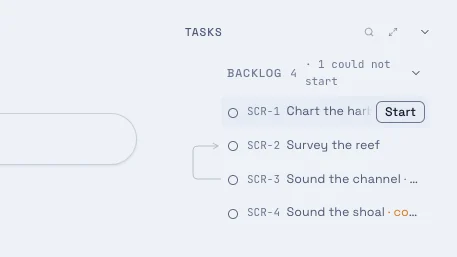 TASKS
BACKLOG 4 · 1 could not
start
SCR-1 Chart the har Start
SCR-2 Survey the reef
SCR-3 Sound the channel · …
SCR-4 Sound the shoal · co…